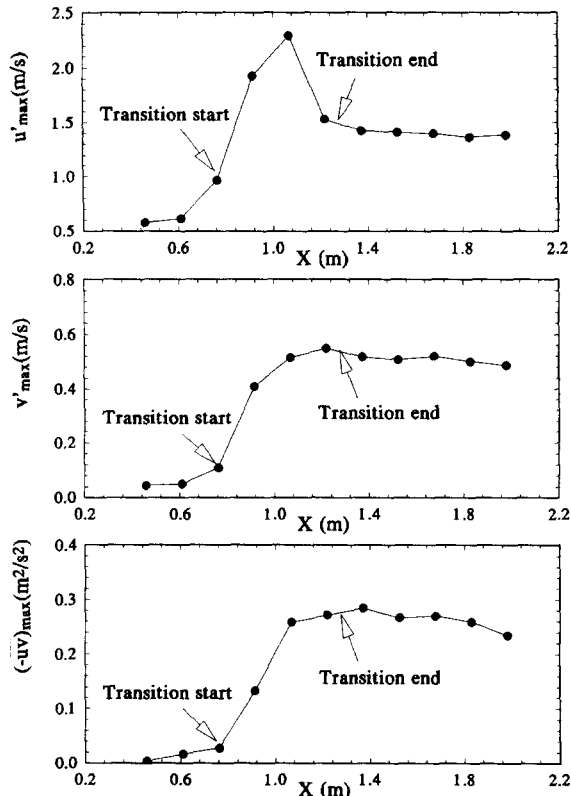 u'max(m/s)
2.5
2.0
1.5
1.0
0.5
Transition start
Transition end
0.2 0.6 1.0 1.4 1.8 2.2
X (m)
v'max(m/s)
0.8
0.6
0.4
0.2
0.0
Transition start
Transition end
0.2 0.6 1.0 1.4 1.8 2.2
X (m)
(-uv)max(m²/s²)
0.4
0.3
0.2
0.1
0.0
Transition start
Transition end
0.2 0.6 1.0 1.4 1.8 2.2
X (m)